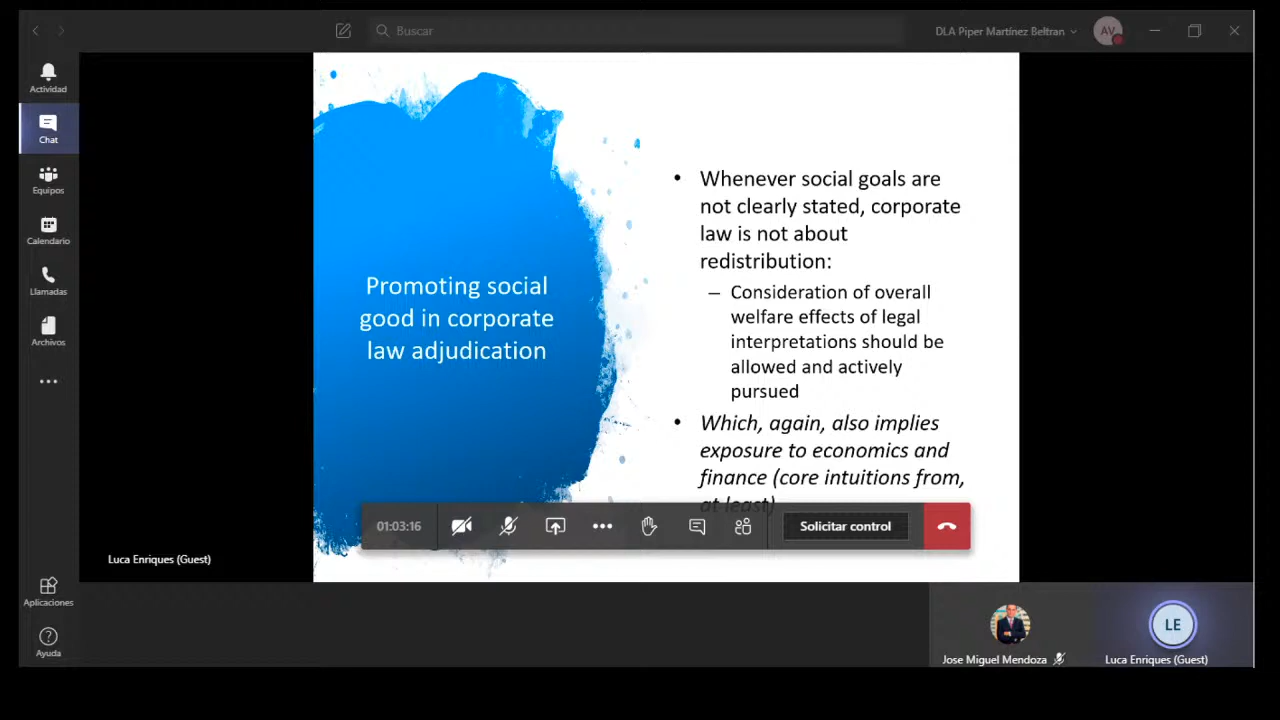 Buscar
DLA Piper Martínez Beltran
AV
Actividad
Chat
Equipos
Calendario
Llamadas
Archivos
Aplicaciones
Ayuda
Promoting social
good in corporate
law adjudication
• Whenever social goals are
not clearly stated, corporate
law is not about
redistribution:
– Consideration of overall
welfare effects of legal
interpretations should be
allowed and actively
pursued
• Which, again, also implies
exposure to economics and
finance (core intuitions from,
at least)
01:03:16
Solicitar control
Luca Enriques (Guest)
LE
Jose Miguel Mendoza
Luca Enriques (Guest)